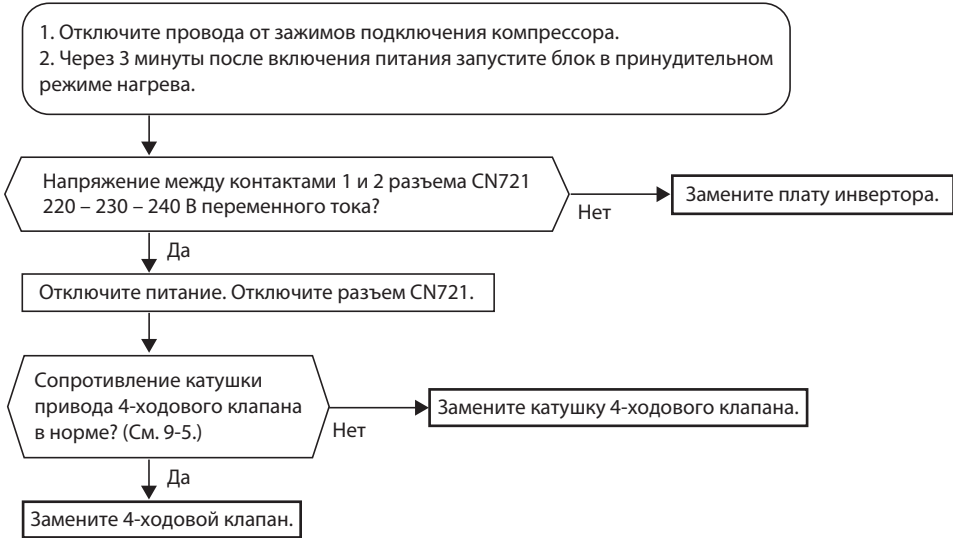 1. Отключите провода от зажимов подключения компрессора.
2. Через 3 минуты после включения питания запустите блок в принудительном
режиме нагрева.
Напряжение между контактами 1 и 2 разъема CN721
220 – 230 – 240 В переменного тока?
Нет
Замените плату инвертора.
Да
Отключите питание. Отключите разъем CN721.
Сопротивление катушки
привода 4-ходового клапана
в норме? (См. 9-5.)
Нет
Замените катушку 4-ходового клапана.
Да
Замените 4-ходовой клапан.